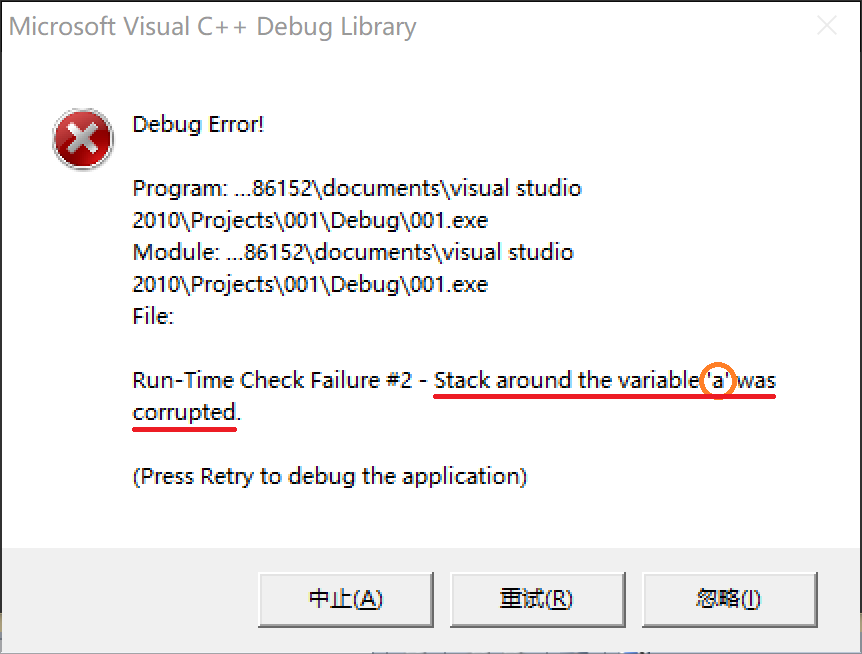 Microsoft Visual C++ Debug Library
Debug Error!
Program: ...86152\documents\visual studio
2010\Projects\001\Debug\001.exe
Module: ...86152\documents\visual studio
2010\Projects\001\Debug\001.exe
File:
Run-Time Check Failure #2 - Stack around the variable 'a' was
corrupted.
(Press Retry to debug the application)
中止(A) 重试(R) 忽略(I)